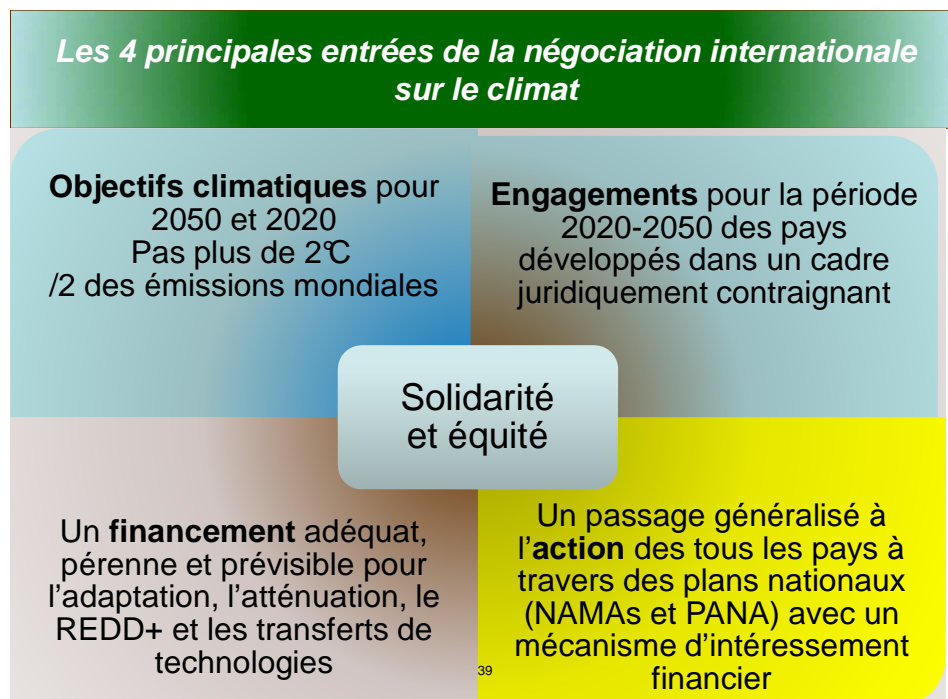 Les 4 principales entrées de la négociation internationale
sur le climat
Objectifs climatiques pour
2050 et 2020
Pas plus de 2°C
/2 des émissions mondiales
Engagements pour la période
2020-2050 des pays
développés dans un cadre
juridiquement contraignant
Solidarité
et équité
Un financement adéquat,
pérenne et prévisible pour
l’adaptation, l’atténuation, le
REDD+ et les transferts de
technologies
Un passage généralisé à
l’action des tous les pays à
travers des plans nationaux
(NAMAs et PANA) avec un
mécanisme d’intéressement
financier
39